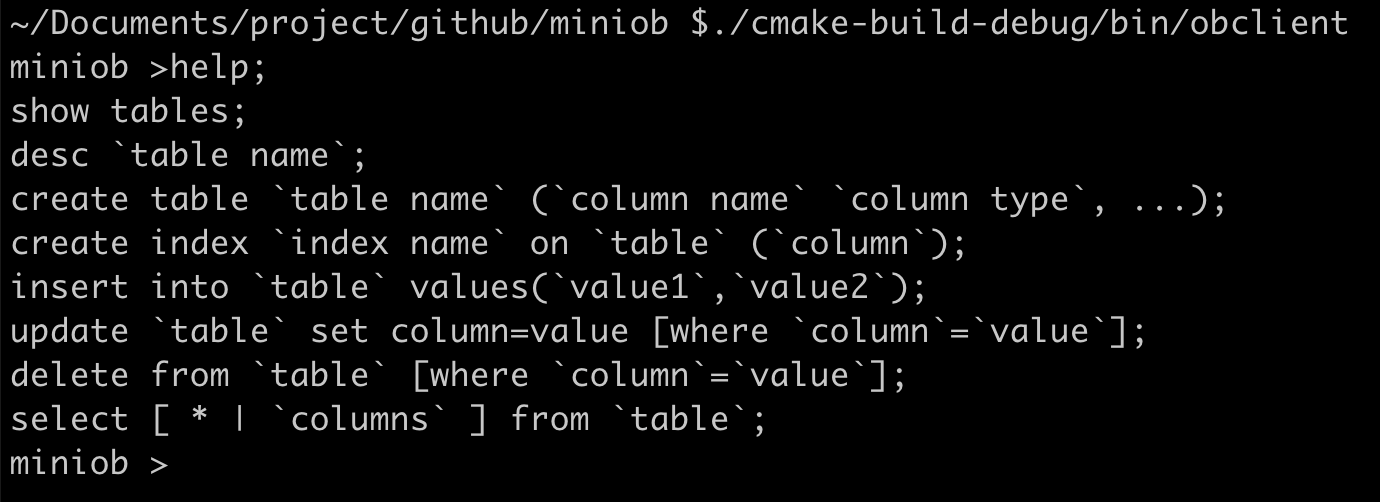 ~/Documents/project/github/miniob $./cmake-build-debug/bin/obclient
miniob >help;
show tables;
desc `table name`;
create table `table name` (`column name` `column type`, ...);
create index `index name` on `table` (`column`);
insert into `table` values(`value1`,`value2`);
update `table` set column=value [where `column`=`value`];
delete from `table` [where `column`=`value`];
select [ * | `columns` ] from `table`;
miniob >